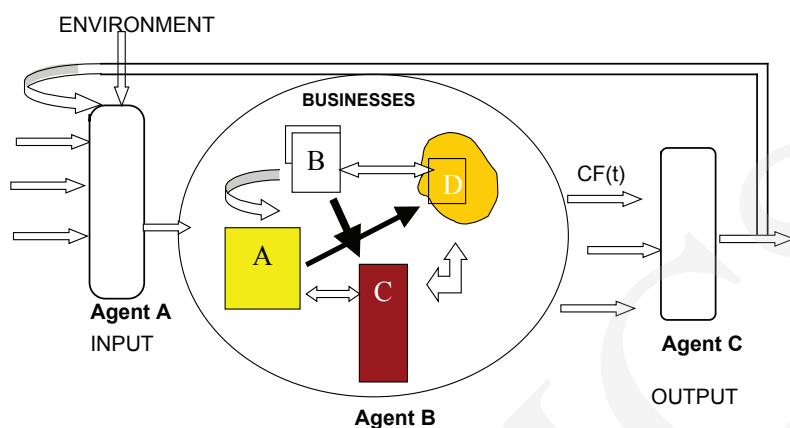 ENVIRONMENT
BUSINESSES
B
D
CF(t)
A
C
Agent A
INPUT
Agent C
OUTPUT
Agent B